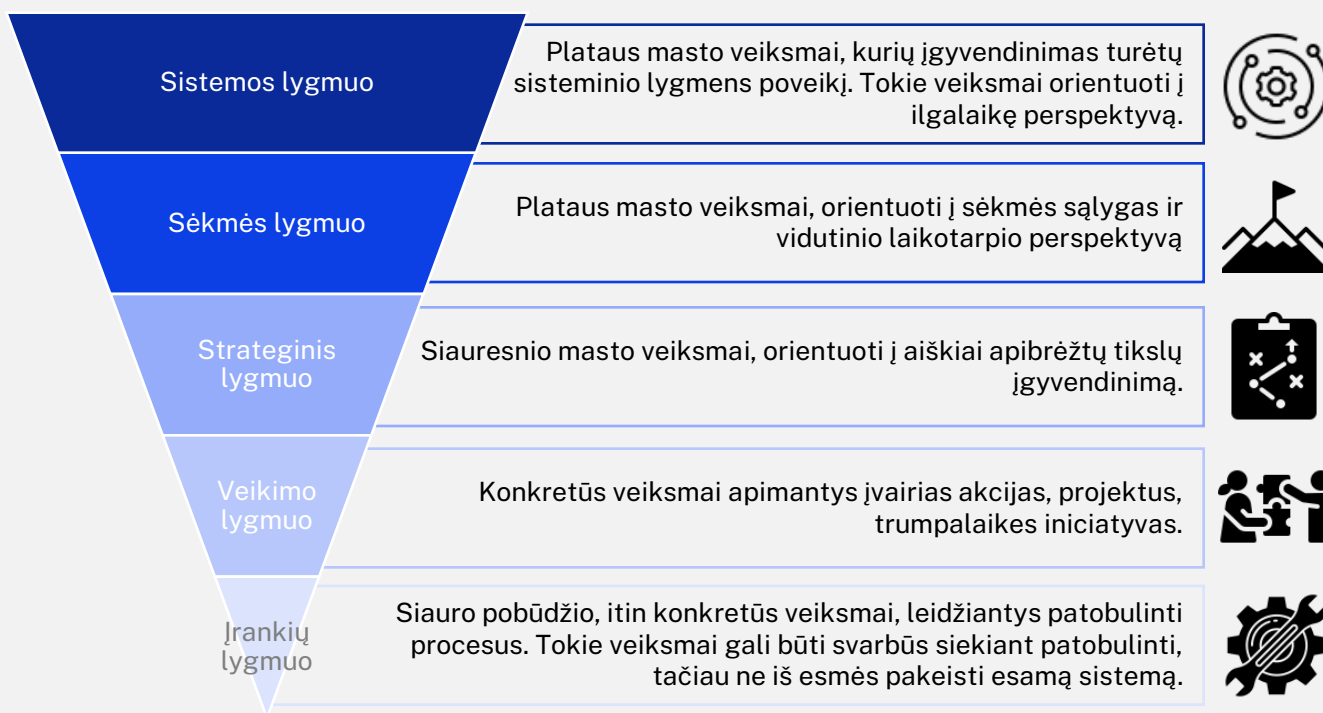 Sistemos lygmuo
Plataus masto veiksmai, kurių įgyvendinimas turėtų
sisteminio lygmens poveikį. Tokie veiksmai orientuoti į
ilgalaikę perspektyvą.
Sėkmės lygmuo
Plataus masto veiksmai, orientuoti į sėkmės sąlygas ir
vidutinio laikotarpio perspektyvą
Strateginis
lygmuo
Siauresnio masto veiksmai, orientuoti į aiškiai apibrėžtų tikslų
įgyvendinimą.
Veikimo
lygmuo
Konkretūs veiksmai apimantys įvairias akcijas, projektus,
trumpalaikes iniciatyvas.
Įrankių
lygmuo
Siauro pobūdžio, itin konkretūs veiksmai, leidžiantys patobulinti
procesus. Tokie veiksmai gali būti svarbūs siekiant patobulinti,
tačiau ne iš esmės pakeisti esamą sistemą.